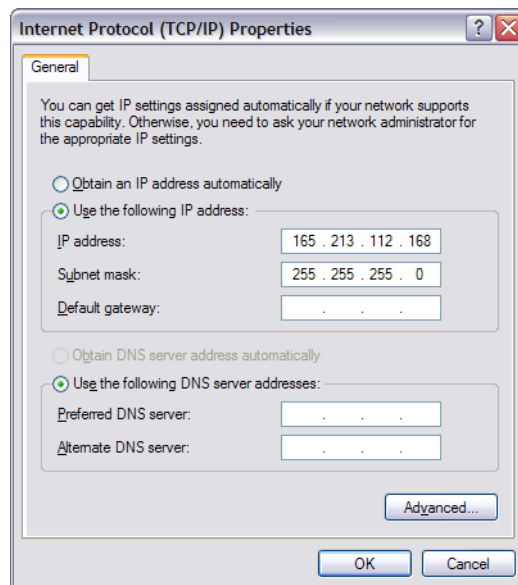 Internet Protocol (TCP/IP) Properties
General
You can get IP settings assigned automatically if your network supports
this capability. Otherwise, you need to ask your network administrator for
the appropriate IP settings.
Obtain an IP address automatically
Use the following IP address:
IP address: 165 . 213 . 112 . 168
Subnet mask: 255 . 255 . 255 . 0
Default gateway: . . .
Obtain DNS server address automatically
Use the following DNS server addresses:
Preferred DNS server: . . .
Alternate DNS server: . . .
Advanced...
OK Cancel